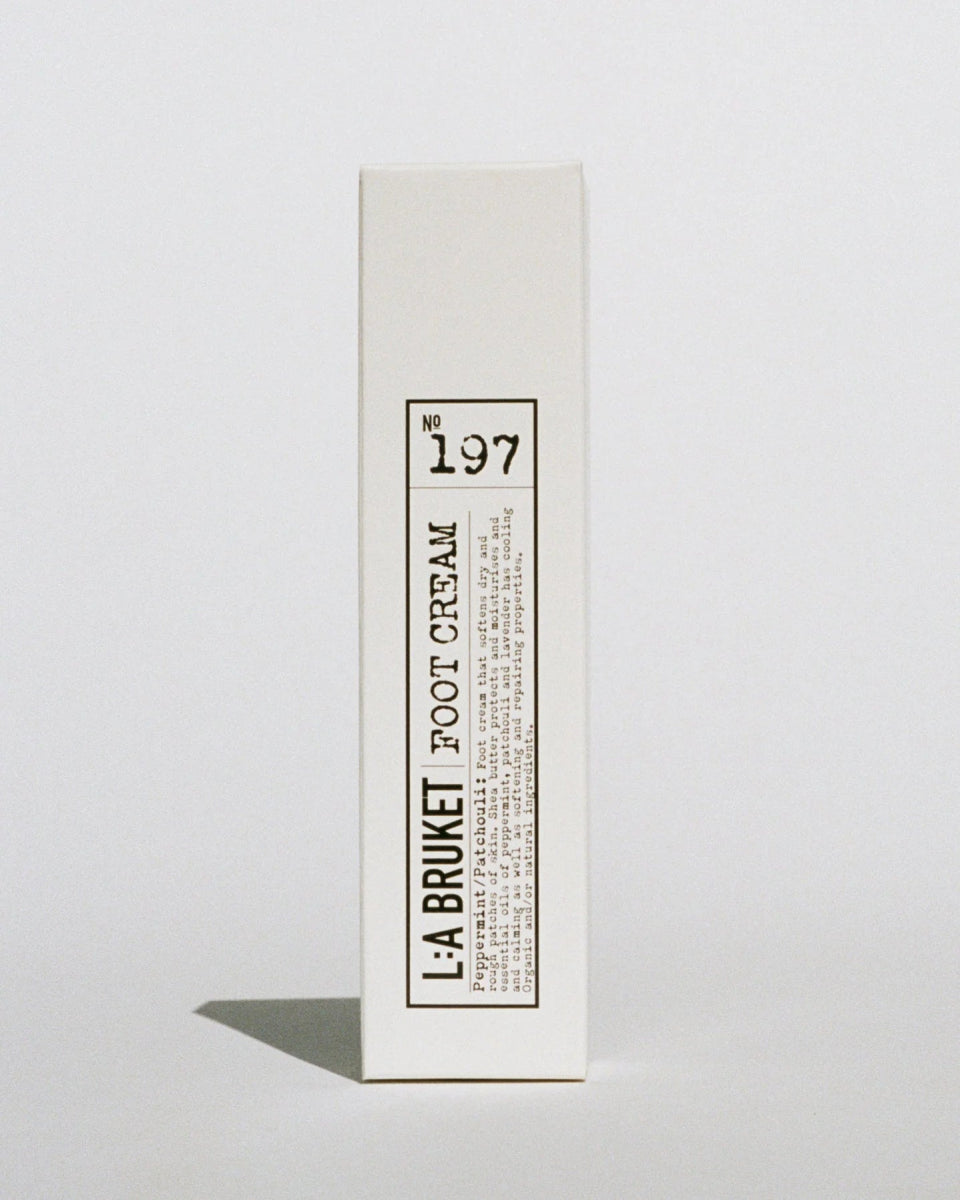 Nº
197
L:A BRUKET | FOOT CREAM
Peppermint/Patchouli: Foot cream that softens dry and
rough patches of skin. Shea butter protects and moisturises and
essential oils of peppermint, patchouli and lavender has cooling
and calming as well as softening and repairing properties.
Organic and/or natural ingredients.